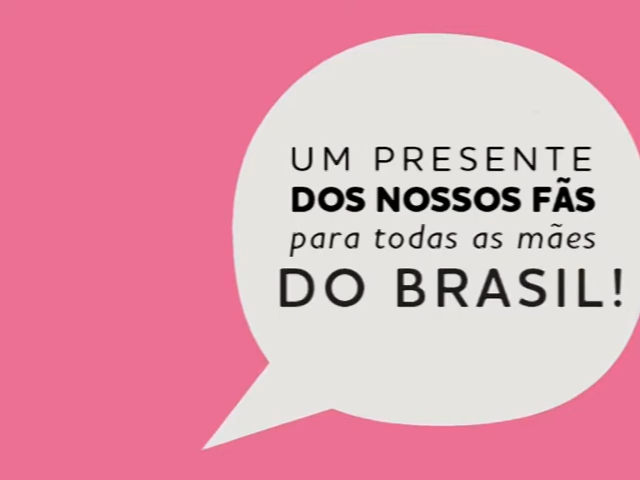 UM PRESENTE
DOS NOSSOS FÃS
para todas as mães
DO BRASIL!